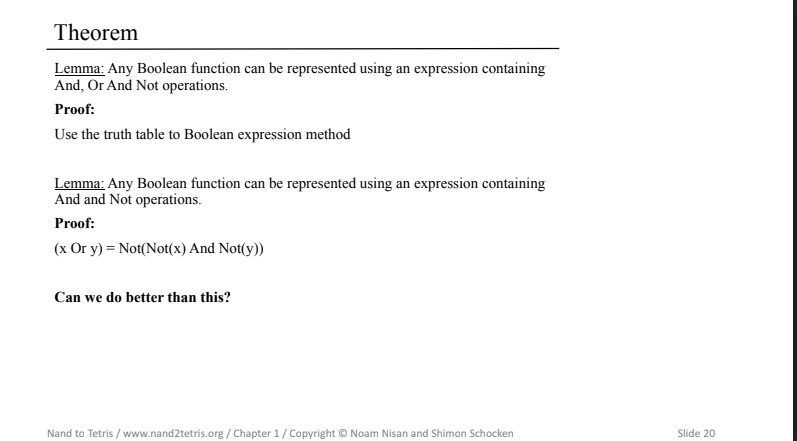 Theorem
Lemma: Any Boolean function can be represented using an expression containing
And, Or And Not operations.
Proof:
Use the truth table to Boolean expression method
Lemma: Any Boolean function can be represented using an expression containing
And and Not operations.
Proof:
(x Or y) = Not(Not(x) And Not(y))
Can we do better than this?
Nand to Tetris / www.nand2tetris.org / Chapter 1 / Copyright © Noam Nisan and Shimon Schocken Slide 20